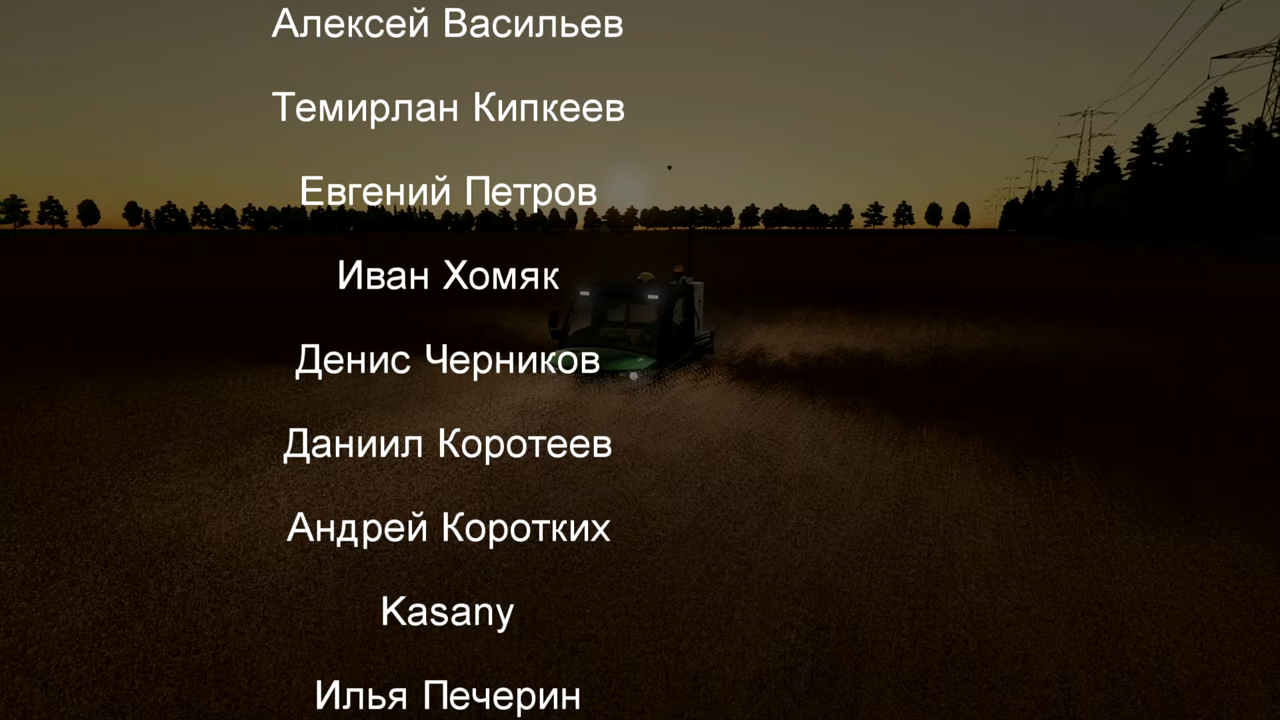 Алексей Васильев
Темирлан Кипкеев
Евгений Петров
Иван Хомяк
Денис Черников
Даниил Коротеев
Андрей Коротких
Kasany
Илья Печерин